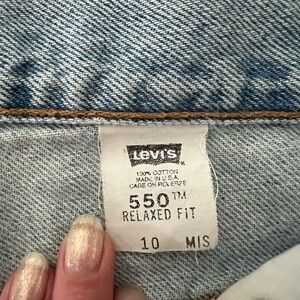 LEVI'S
100% COTTON
MADE IN U.S.A.
CARE ON REVERSE
550™
RELAXED FIT
10 MIS